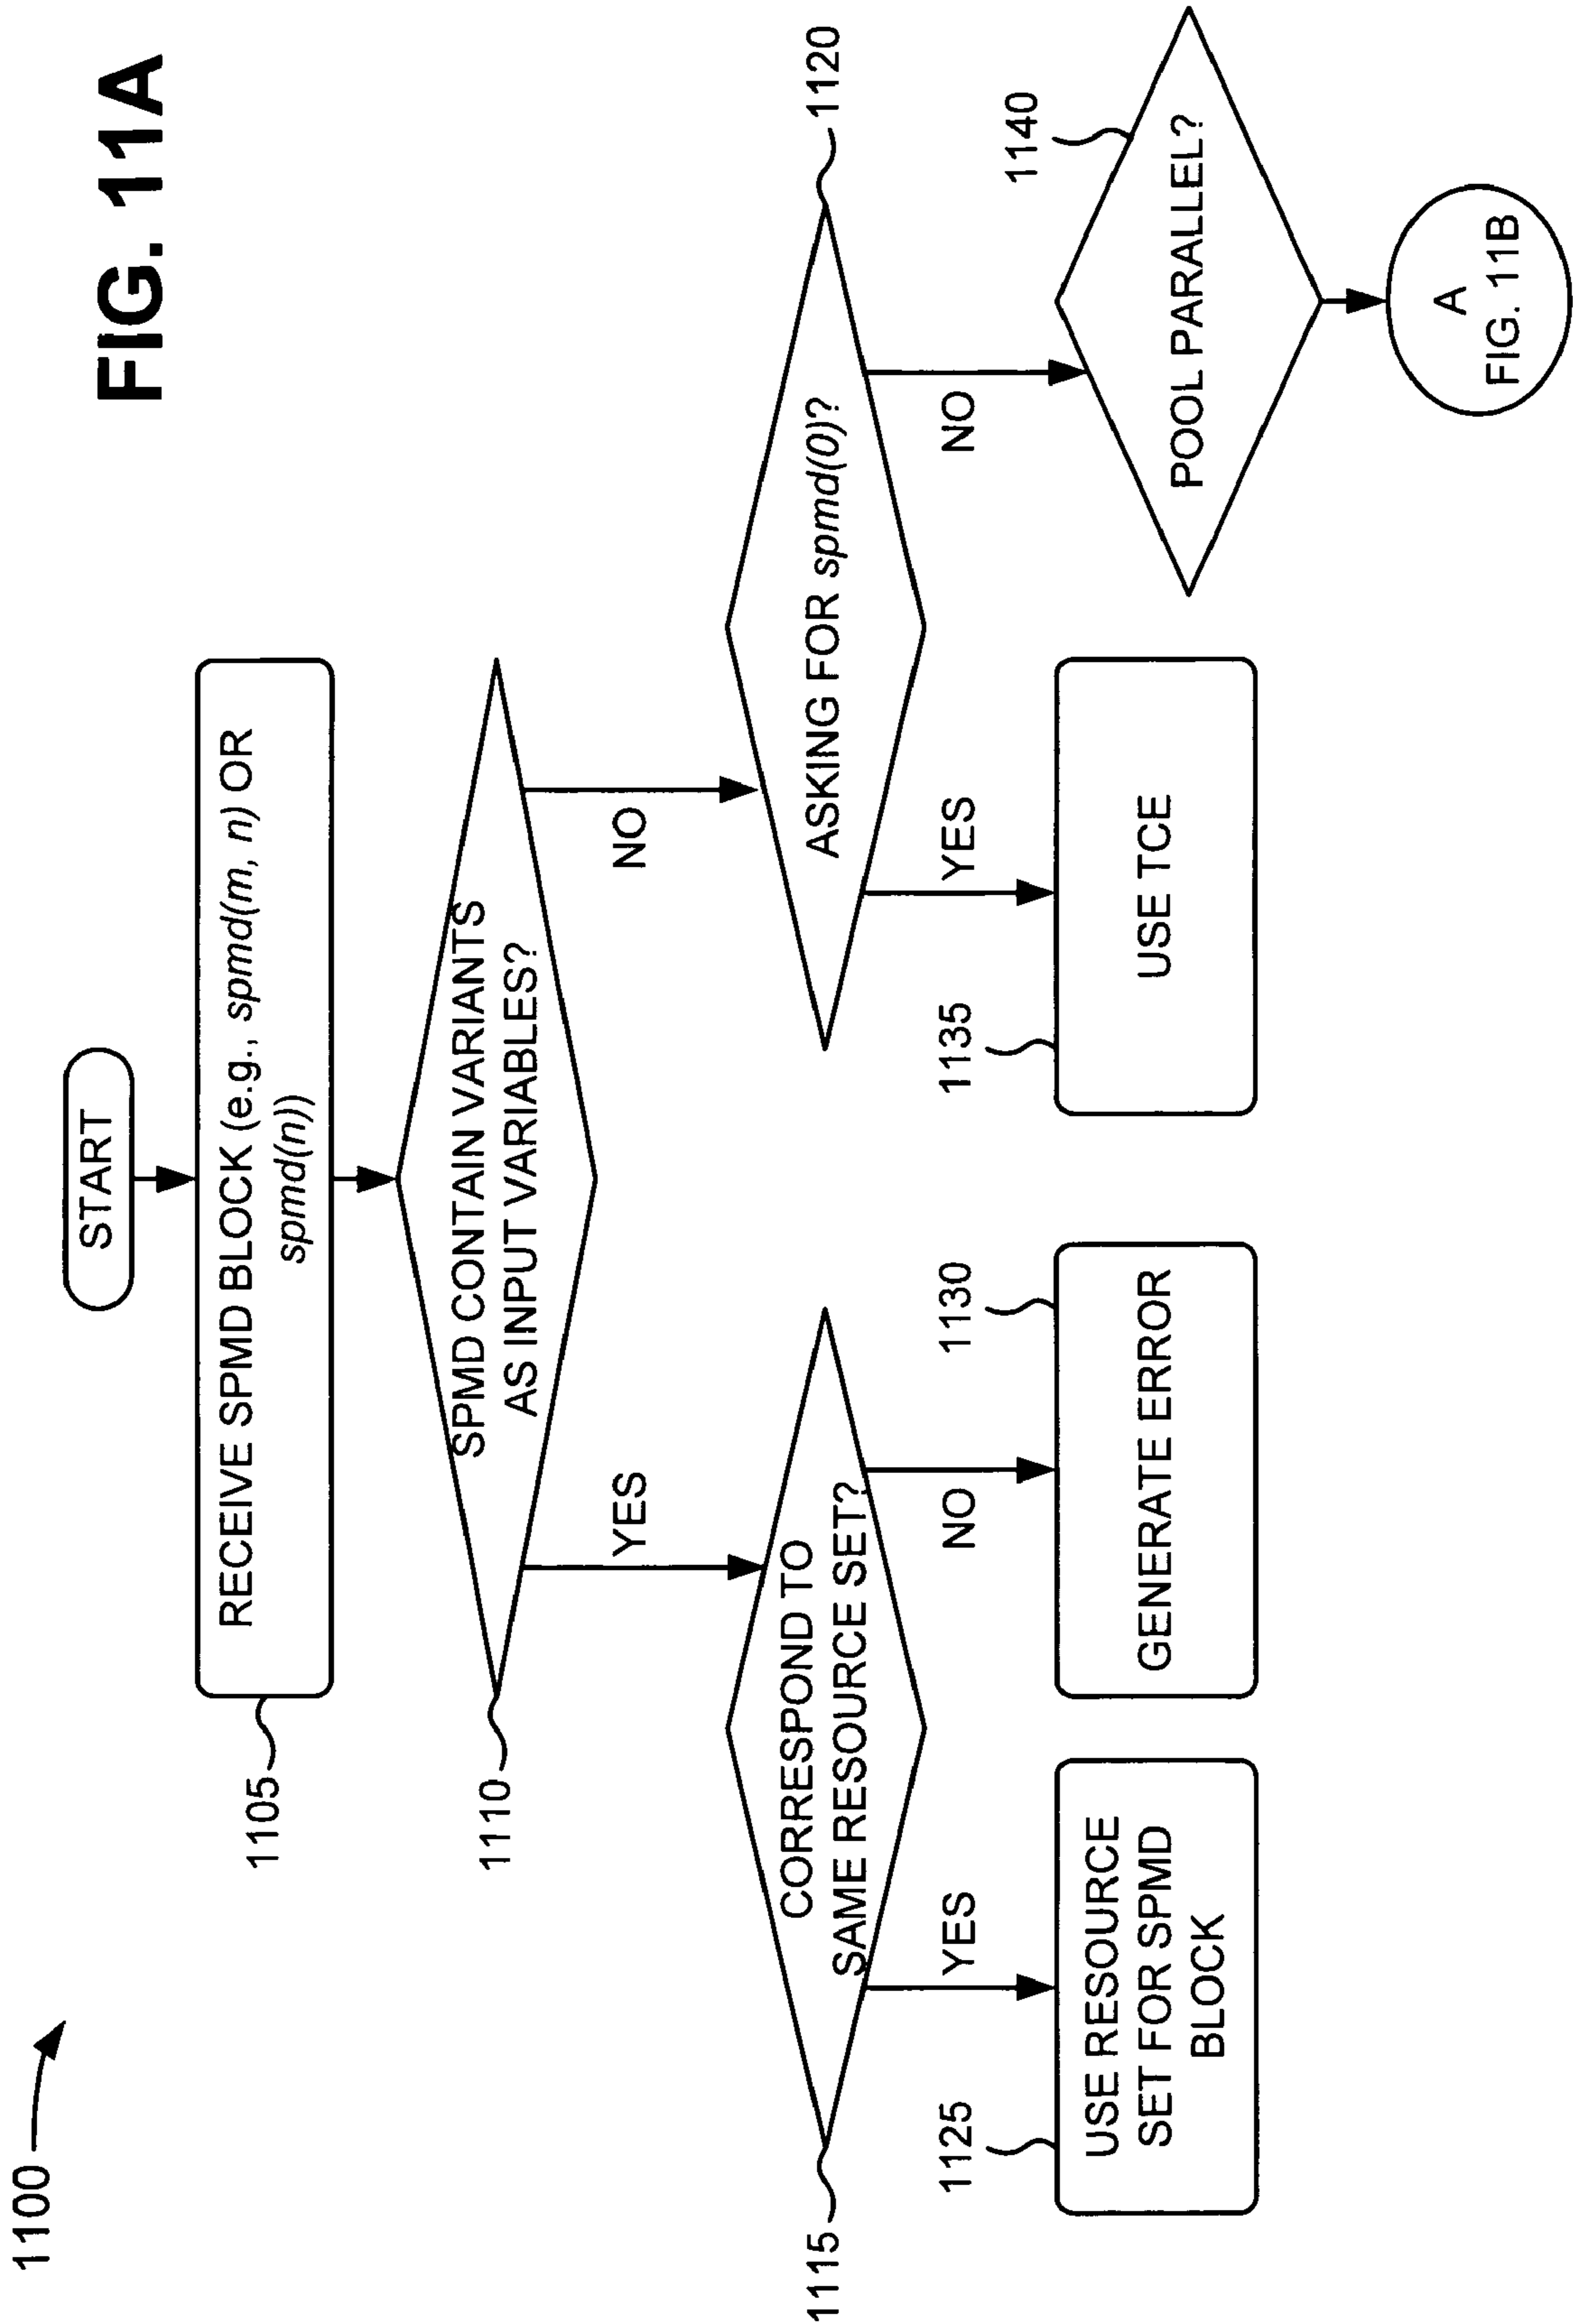 FIG. 11A
1100
START
RECEIVE SPMD BLOCK (e.g., spmd(m, n) OR
spmd(n))
1105
SPMD CONTAIN VARIANTS
AS INPUT VARIABLES?
1110
YES
NO
CORRESPOND TO
SAME RESOURCE SET?
1115
ASKING FOR spmd(0)?
1120
YES
NO
YES
NO
1125
USE RESOURCE
SET FOR SPMD
BLOCK
1130
GENERATE ERROR
1135
USE TCE
1140
POOL PARALLEL?
A
FIG. 11B